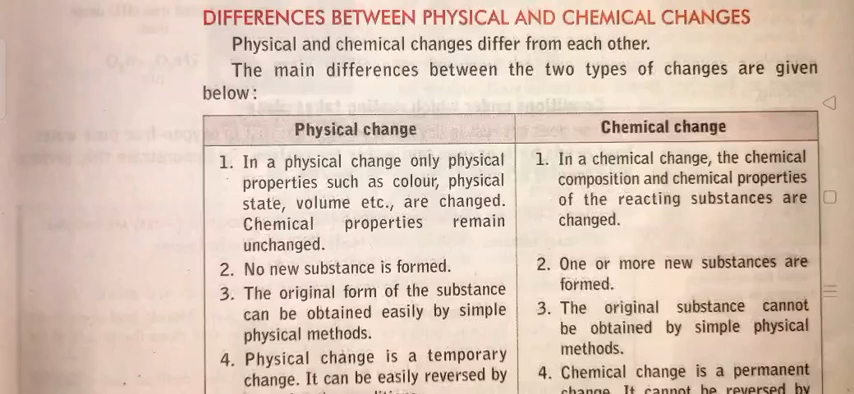 DIFFERENCES BETWEEN PHYSICAL AND CHEMICAL CHANGES
Physical and chemical changes differ from each other.
The main differences between the two types of changes are given
below :
Physical change
1. In a physical change only physical
properties such as colour, physical
state, volume etc., are changed.
Chemical properties remain
unchanged.
2. No new substance is formed.
3. The original form of the substance
can be obtained easily by simple
physical methods.
4. Physical change is a temporary
change. It can be easily reversed by
Chemical change
1. In a chemical change, the chemical
composition and chemical properties
of the reacting substances are
changed.
2. One or more new substances are
formed.
3. The original substance cannot
be obtained by simple physical
methods.
4. Chemical change is a permanent
change. It cannot be reversed by